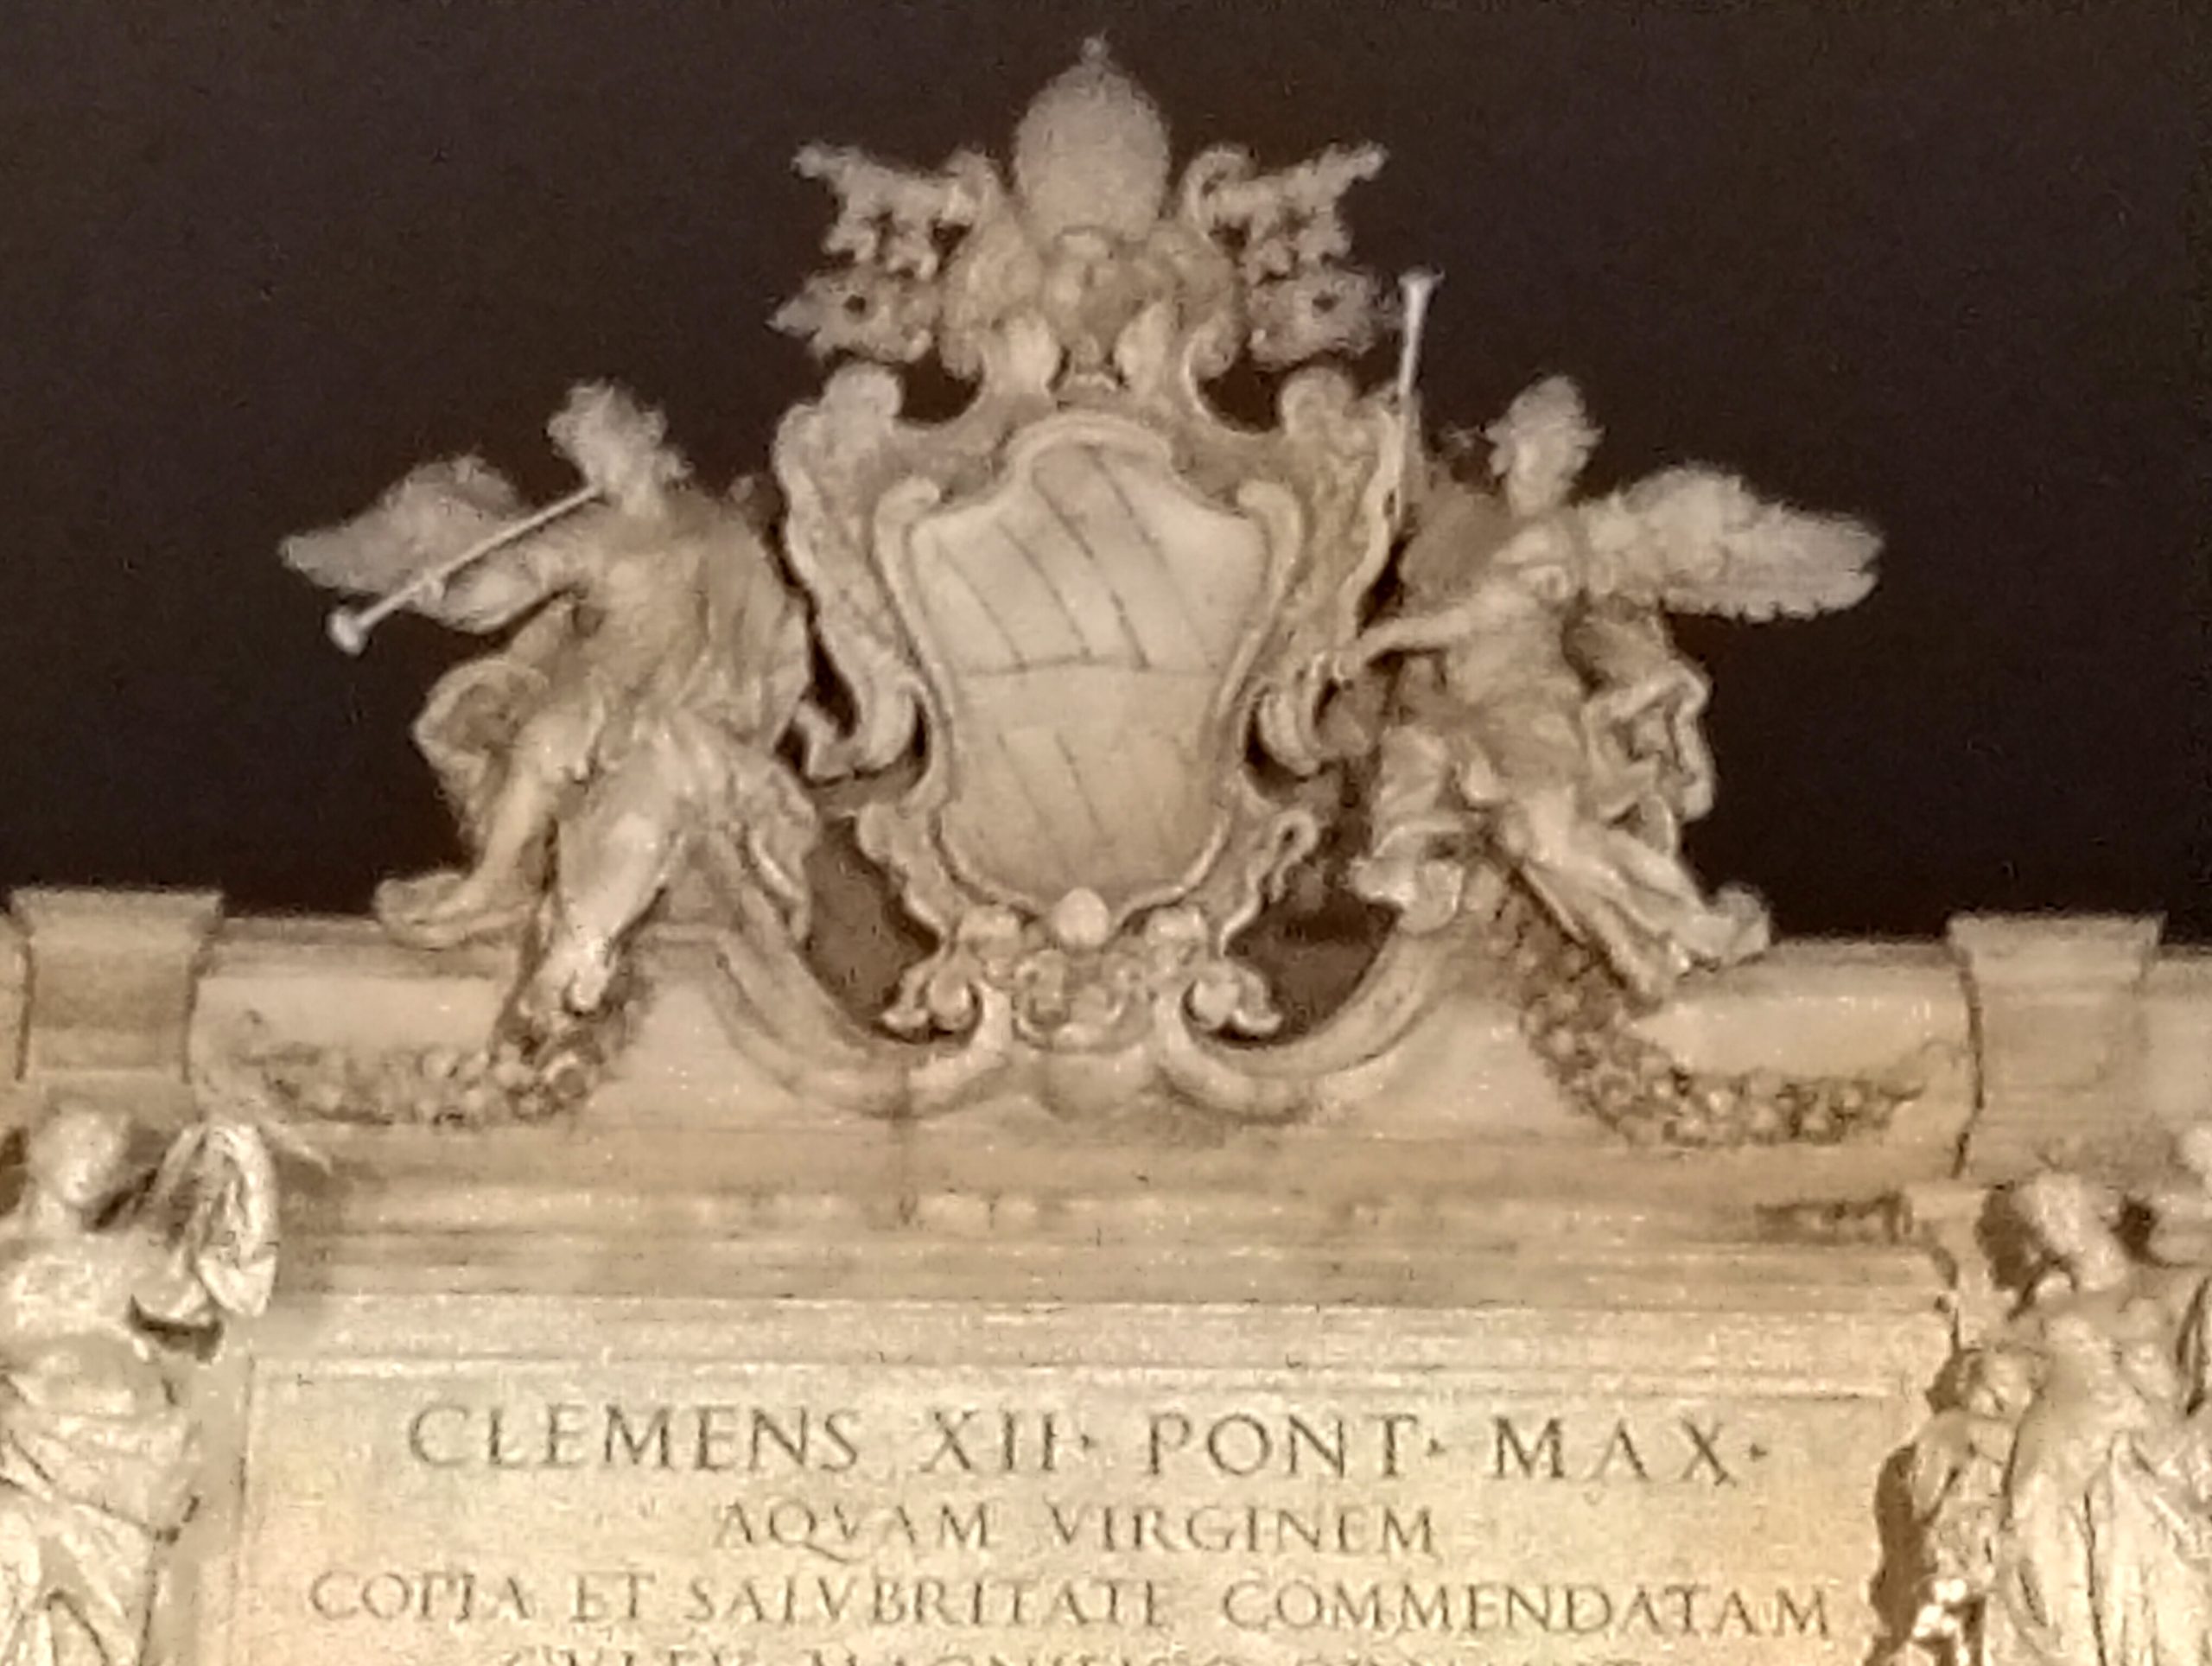 CLEMENS XII· PONT· MAX·
AQVAM VIRGINEM
COPIA ET SALVBRITATE COMMENDATAM